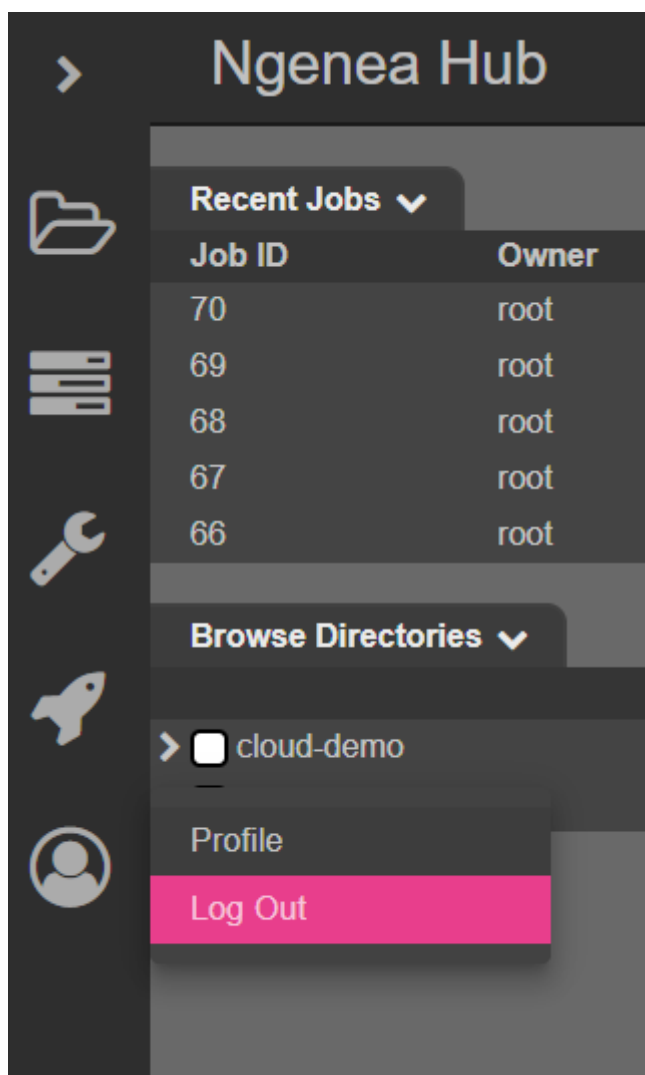 Ngenea Hub
Recent Jobs
Job ID Owner
70 root
69 root
68 root
67 root
66 root
Browse Directories
cloud-demo
Profile
Log Out